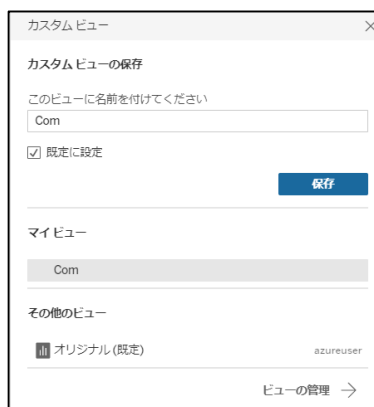 カスタム ビュー
カスタム ビューの保存
このビューに名前を付けてください
Com
既定に設定
保存
マイ ビュー
Com
その他のビュー
オリジナル (既定) azureuser
ビューの管理 →